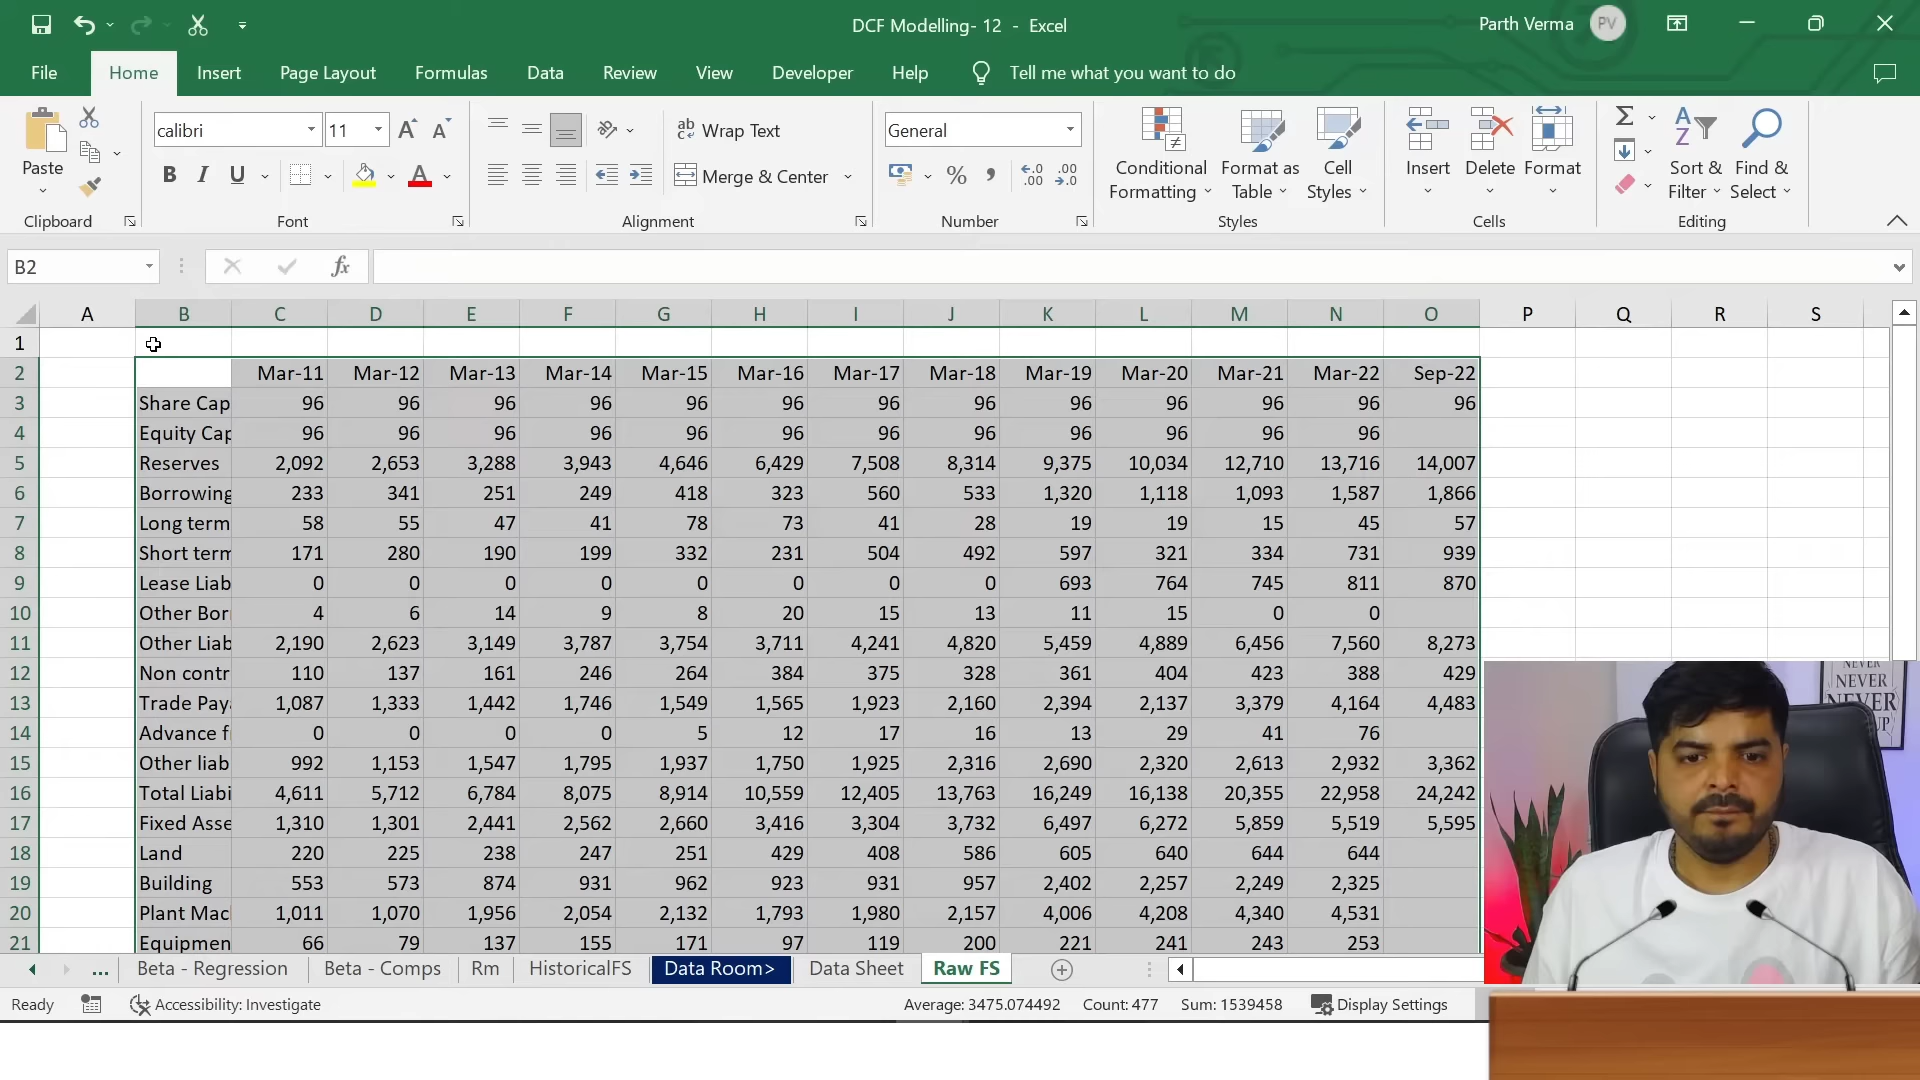 DCF Modelling- 12 - Excel
Parth Verma PV
File Home Insert Page Layout Formulas Data Review View Developer Help Tell me what you want to do
calibri 11
Wrap Text
General
Paste
B I U
Merge & Center
% ,
Conditional Formatting
Format as Table
Cell Styles
Insert Delete Format
Sort & Filter
Find & Select
Clipboard Font Alignment Number Styles Cells Editing
B2 fx
A B C D E F G H I J K L M N O P Q R S
1
2 Mar-11 Mar-12 Mar-13 Mar-14 Mar-15 Mar-16 Mar-17 Mar-18 Mar-19 Mar-20 Mar-21 Mar-22 Sep-22
3 Share Cap 96 96 96 96 96 96 96 96 96 96 96 96 96
4 Equity Cap 96 96 96 96 96 96 96 96 96 96 96 96
5 Reserves 2,092 2,653 3,288 3,943 4,646 6,429 7,508 8,314 9,375 10,034 12,710 13,716 14,007
6 Borrowing 233 341 251 249 418 323 560 533 1,320 1,118 1,093 1,587 1,866
7 Long term 58 55 47 41 78 73 41 28 19 19 15 45 57
8 Short term 171 280 190 199 332 231 504 492 597 321 334 731 939
9 Lease Liab 0 0 0 0 0 0 0 0 693 764 745 811 870
10 Other Bor 4 6 14 9 8 20 15 13 11 15 0 0
11 Other Liab 2,190 2,623 3,149 3,787 3,754 3,711 4,241 4,820 5,459 4,889 6,456 7,560 8,273
12 Non contr 110 137 161 246 264 384 375 328 361 404 423 388 429
13 Trade Pay 1,087 1,333 1,442 1,746 1,549 1,565 1,923 2,160 2,394 2,137 3,379 4,164 4,483
14 Advance f 0 0 0 0 5 12 17 16 13 29 41 76
15 Other liab 992 1,153 1,547 1,795 1,937 1,750 1,925 2,316 2,690 2,320 2,613 2,932 3,362
16 Total Liabi 4,611 5,712 6,784 8,075 8,914 10,559 12,405 13,763 16,249 16,138 20,355 22,958 24,242
17 Fixed Asse 1,310 1,301 2,441 2,562 2,660 3,416 3,304 3,732 6,497 6,272 5,859 5,519 5,595
18 Land 220 225 238 247 251 429 408 586 605 640 644 644
19 Building 553 573 874 931 962 923 931 957 2,402 2,257 2,249 2,325
20 Plant Mac 1,011 1,070 1,956 2,054 2,132 1,793 1,980 2,157 4,006 4,208 4,340 4,531
21 Equipmen 66 79 137 155 171 97 119 200 221 241 243 253
NEVER
NEVER
NEVER
... Beta - Regression Beta - Comps Rm HistoricalFS Data Room> Data Sheet Raw FS
Ready Accessibility: Investigate Average: 3475.074492 Count: 477 Sum: 1539458 Display Settings